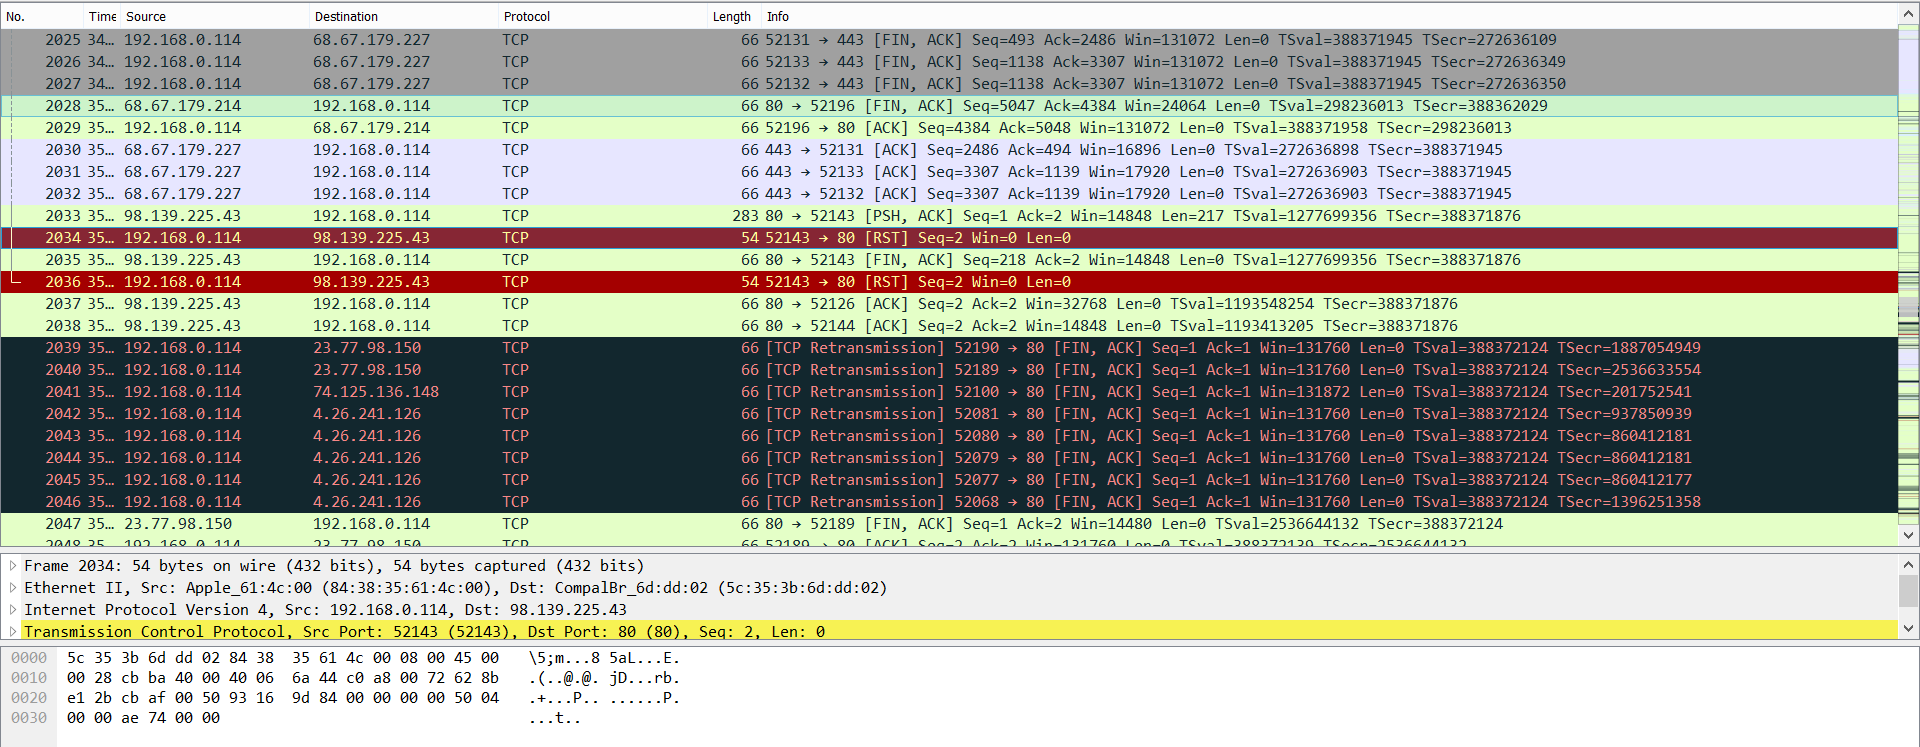 No. Time Source Destination Protocol Length Info
2025 34… 192.168.0.114 68.67.179.227 TCP 66 52131 → 443 [FIN, ACK] Seq=493 Ack=2486 Win=131072 Len=0 TSval=388371945 TSecr=272636109
2026 34… 192.168.0.114 68.67.179.227 TCP 66 52133 → 443 [FIN, ACK] Seq=1138 Ack=3307 Win=131072 Len=0 TSval=388371945 TSecr=272636349
2027 34… 192.168.0.114 68.67.179.227 TCP 66 52132 → 443 [FIN, ACK] Seq=1138 Ack=3307 Win=131072 Len=0 TSval=388371945 TSecr=272636350
2028 35… 68.67.179.214 192.168.0.114 TCP 66 80 → 52196 [FIN, ACK] Seq=5047 Ack=4384 Win=24064 Len=0 TSval=298236013 TSecr=388362029
2029 35… 192.168.0.114 68.67.179.214 TCP 66 52196 → 80 [ACK] Seq=4384 Ack=5048 Win=131072 Len=0 TSval=388371958 TSecr=298236013
2030 35… 68.67.179.227 192.168.0.114 TCP 66 443 → 52131 [ACK] Seq=2486 Ack=494 Win=16896 Len=0 TSval=272636898 TSecr=388371945
2031 35… 68.67.179.227 192.168.0.114 TCP 66 443 → 52133 [ACK] Seq=3307 Ack=1139 Win=17920 Len=0 TSval=272636903 TSecr=388371945
2032 35… 68.67.179.227 192.168.0.114 TCP 66 443 → 52132 [ACK] Seq=3307 Ack=1139 Win=17920 Len=0 TSval=272636903 TSecr=388371945
2033 35… 98.139.225.43 192.168.0.114 TCP 283 80 → 52143 [PSH, ACK] Seq=1 Ack=2 Win=14848 Len=217 TSval=1277699356 TSecr=388371876
2034 35… 192.168.0.114 98.139.225.43 TCP 54 52143 → 80 [RST] Seq=2 Win=0 Len=0
2035 35… 98.139.225.43 192.168.0.114 TCP 66 80 → 52143 [FIN, ACK] Seq=218 Ack=2 Win=14848 Len=0 TSval=1277699356 TSecr=388371876
2036 35… 192.168.0.114 98.139.225.43 TCP 54 52143 → 80 [RST] Seq=2 Win=0 Len=0
2037 35… 98.139.225.43 192.168.0.114 TCP 66 80 → 52126 [ACK] Seq=2 Ack=2 Win=32768 Len=0 TSval=1193548254 TSecr=388371876
2038 35… 98.139.225.43 192.168.0.114 TCP 66 80 → 52144 [ACK] Seq=2 Ack=2 Win=14848 Len=0 TSval=1193413205 TSecr=388371876
2039 35… 192.168.0.114 23.77.98.150 TCP 66 [TCP Retransmission] 52190 → 80 [FIN, ACK] Seq=1 Ack=1 Win=131760 Len=0 TSval=388372124 TSecr=1887054949
2040 35… 192.168.0.114 23.77.98.150 TCP 66 [TCP Retransmission] 52189 → 80 [FIN, ACK] Seq=1 Ack=1 Win=131760 Len=0 TSval=388372124 TSecr=2536633554
2041 35… 192.168.0.114 74.125.136.148 TCP 66 [TCP Retransmission] 52100 → 80 [FIN, ACK] Seq=1 Ack=1 Win=131872 Len=0 TSval=388372124 TSecr=201752541
2042 35… 192.168.0.114 4.26.241.126 TCP 66 [TCP Retransmission] 52081 → 80 [FIN, ACK] Seq=1 Ack=1 Win=131760 Len=0 TSval=388372124 TSecr=937850939
2043 35… 192.168.0.114 4.26.241.126 TCP 66 [TCP Retransmission] 52080 → 80 [FIN, ACK] Seq=1 Ack=1 Win=131760 Len=0 TSval=388372124 TSecr=860412181
2044 35… 192.168.0.114 4.26.241.126 TCP 66 [TCP Retransmission] 52079 → 80 [FIN, ACK] Seq=1 Ack=1 Win=131760 Len=0 TSval=388372124 TSecr=860412181
2045 35… 192.168.0.114 4.26.241.126 TCP 66 [TCP Retransmission] 52077 → 80 [FIN, ACK] Seq=1 Ack=1 Win=131760 Len=0 TSval=388372124 TSecr=860412177
2046 35… 192.168.0.114 4.26.241.126 TCP 66 [TCP Retransmission] 52068 → 80 [FIN, ACK] Seq=1 Ack=1 Win=131760 Len=0 TSval=388372124 TSecr=1396251358
2047 35… 23.77.98.150 192.168.0.114 TCP 66 80 → 52189 [FIN, ACK] Seq=1 Ack=2 Win=14480 Len=0 TSval=2536644132 TSecr=388372124
2048 35… 192.168.0.114 23.77.98.150 TCP 66 52189 → 80 [ACK] Seq=2 Ack=2 Win=131760 Len=0 TSval=388372139 TSecr=2536644132
Frame 2034: 54 bytes on wire (432 bits), 54 bytes captured (432 bits)
Ethernet II, Src: Apple_61:4c:00 (84:38:35:61:4c:00), Dst: CompalBr_6d:dd:02 (5c:35:3b:6d:dd:02)
Internet Protocol Version 4, Src: 192.168.0.114, Dst: 98.139.225.43
Transmission Control Protocol, Src Port: 52143 (52143), Dst Port: 80 (80), Seq: 2, Len: 0
0000 5c 35 3b 6d dd 02 84 38 35 61 4c 00 08 00 45 00 \5;m...8 5aL...E.
0010 00 28 cb ba 40 00 40 06 6a 44 c0 a8 00 72 62 8b .(..@.@. jD...rb.
0020 e1 2b cb af 00 50 93 16 9d 84 00 00 00 00 50 04 .+...P.. ......P.
0030 00 00 ae 74 00 00 ...t..